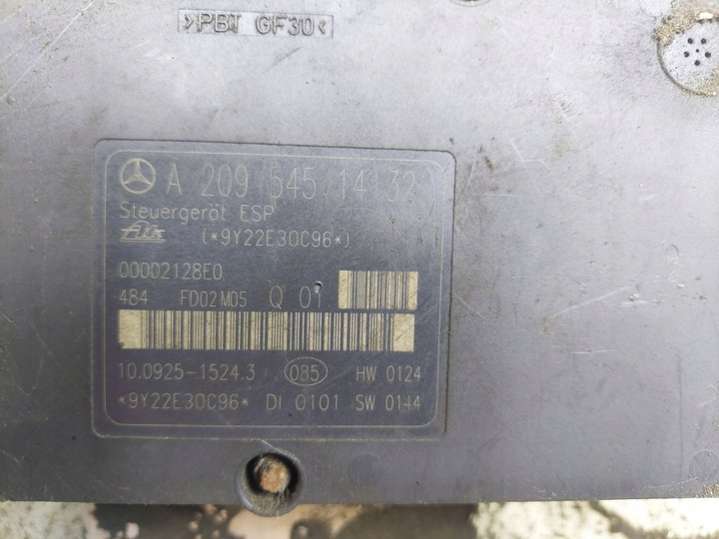 >PBT GF30<
A 209 545 14 32
Steuergerät ESP
ATE (*9Y22E30C96*)
00002128E0
484 FD02M05 Q 01
10.0925-1524.3 085 HW 0124
*9Y22E30C96* DI 0101 SW 0144